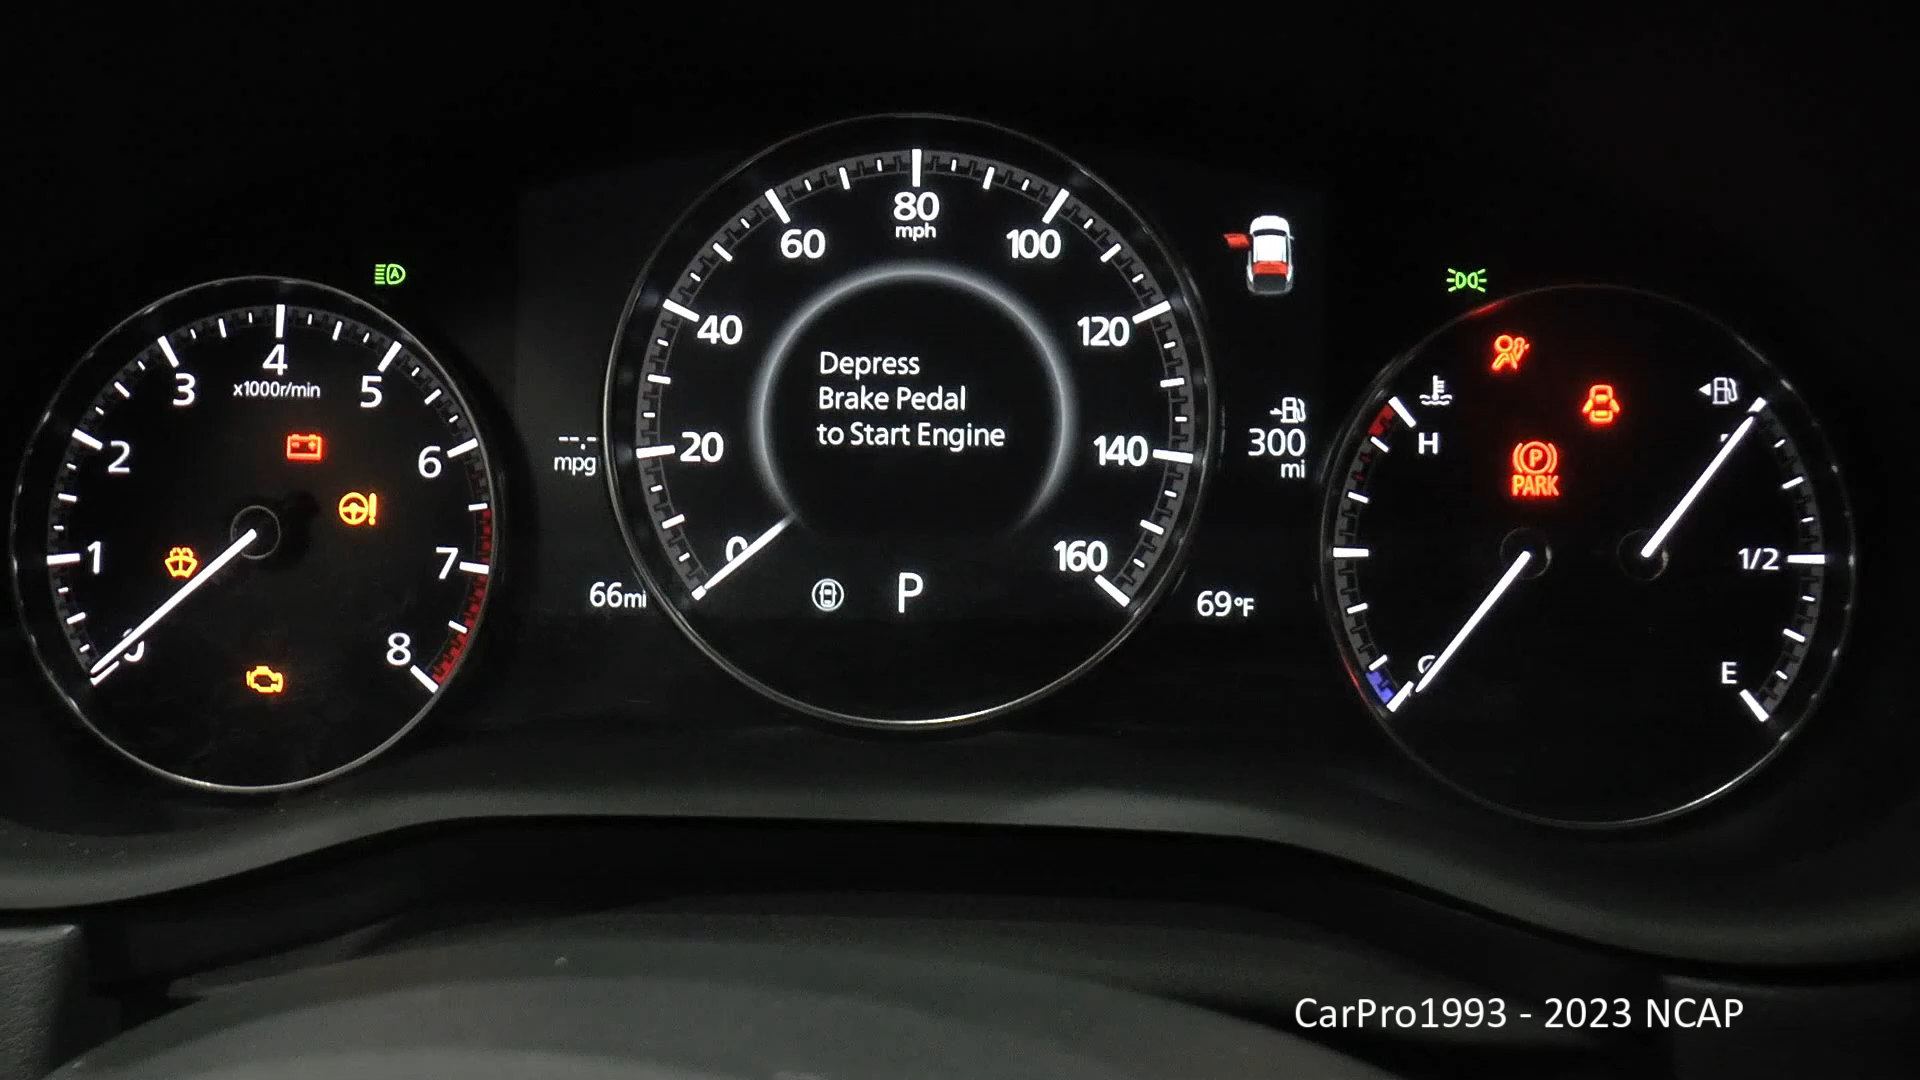 80
mph
60
100
40
120
20
140
0
160
Depress
Brake Pedal
to Start Engine
P
4
x1000r/min
3
5
2
6
1
7
8
--.-
mpg
66mi
300
mi
69°F
A
H
P
PARK
1/2
E
CarPro1993 - 2023 NCAP